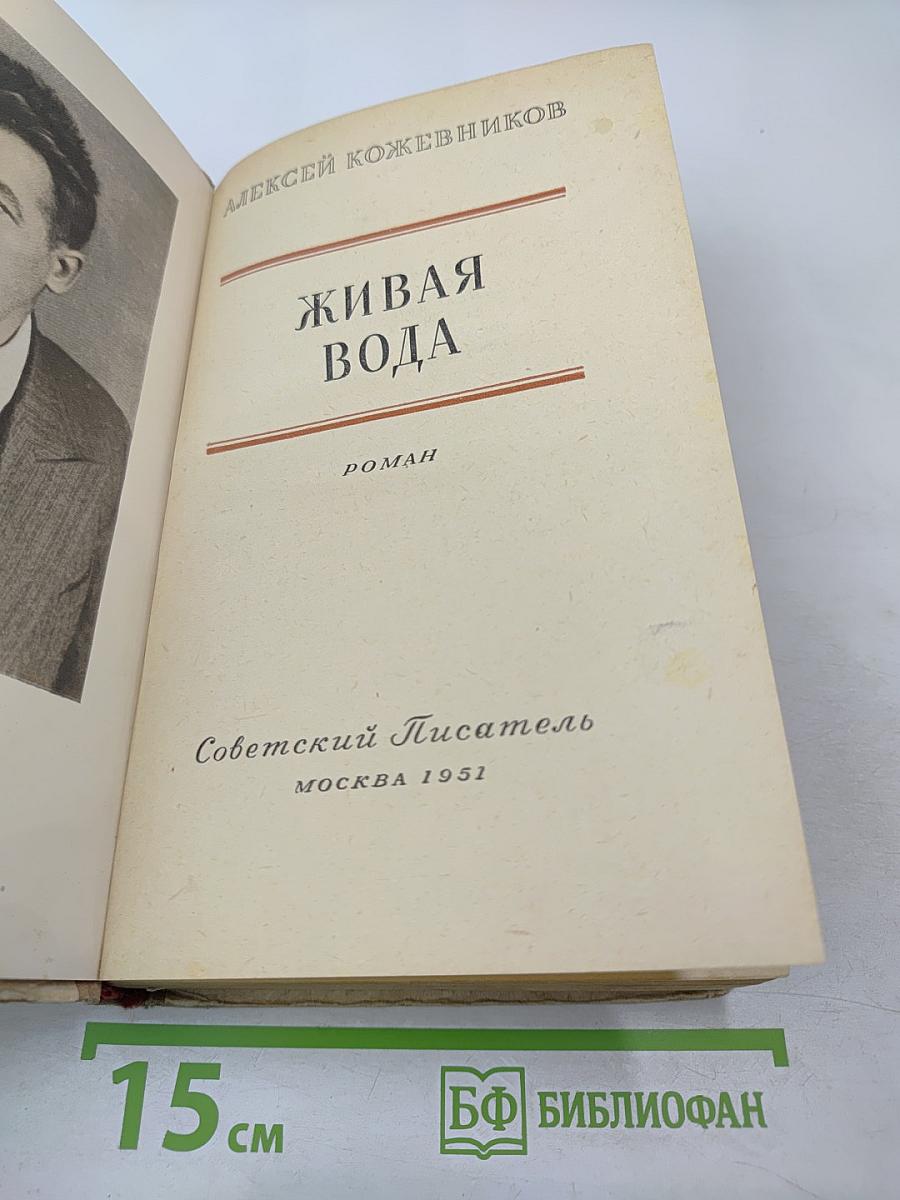 АЛЕКСЕЙ КОЖЕВНИКОВ
ЖИВАЯ
ВОДА
РОМАН
Советский Писатель
МОСКВА 1951
15 см
БФ БИБЛИОФАН